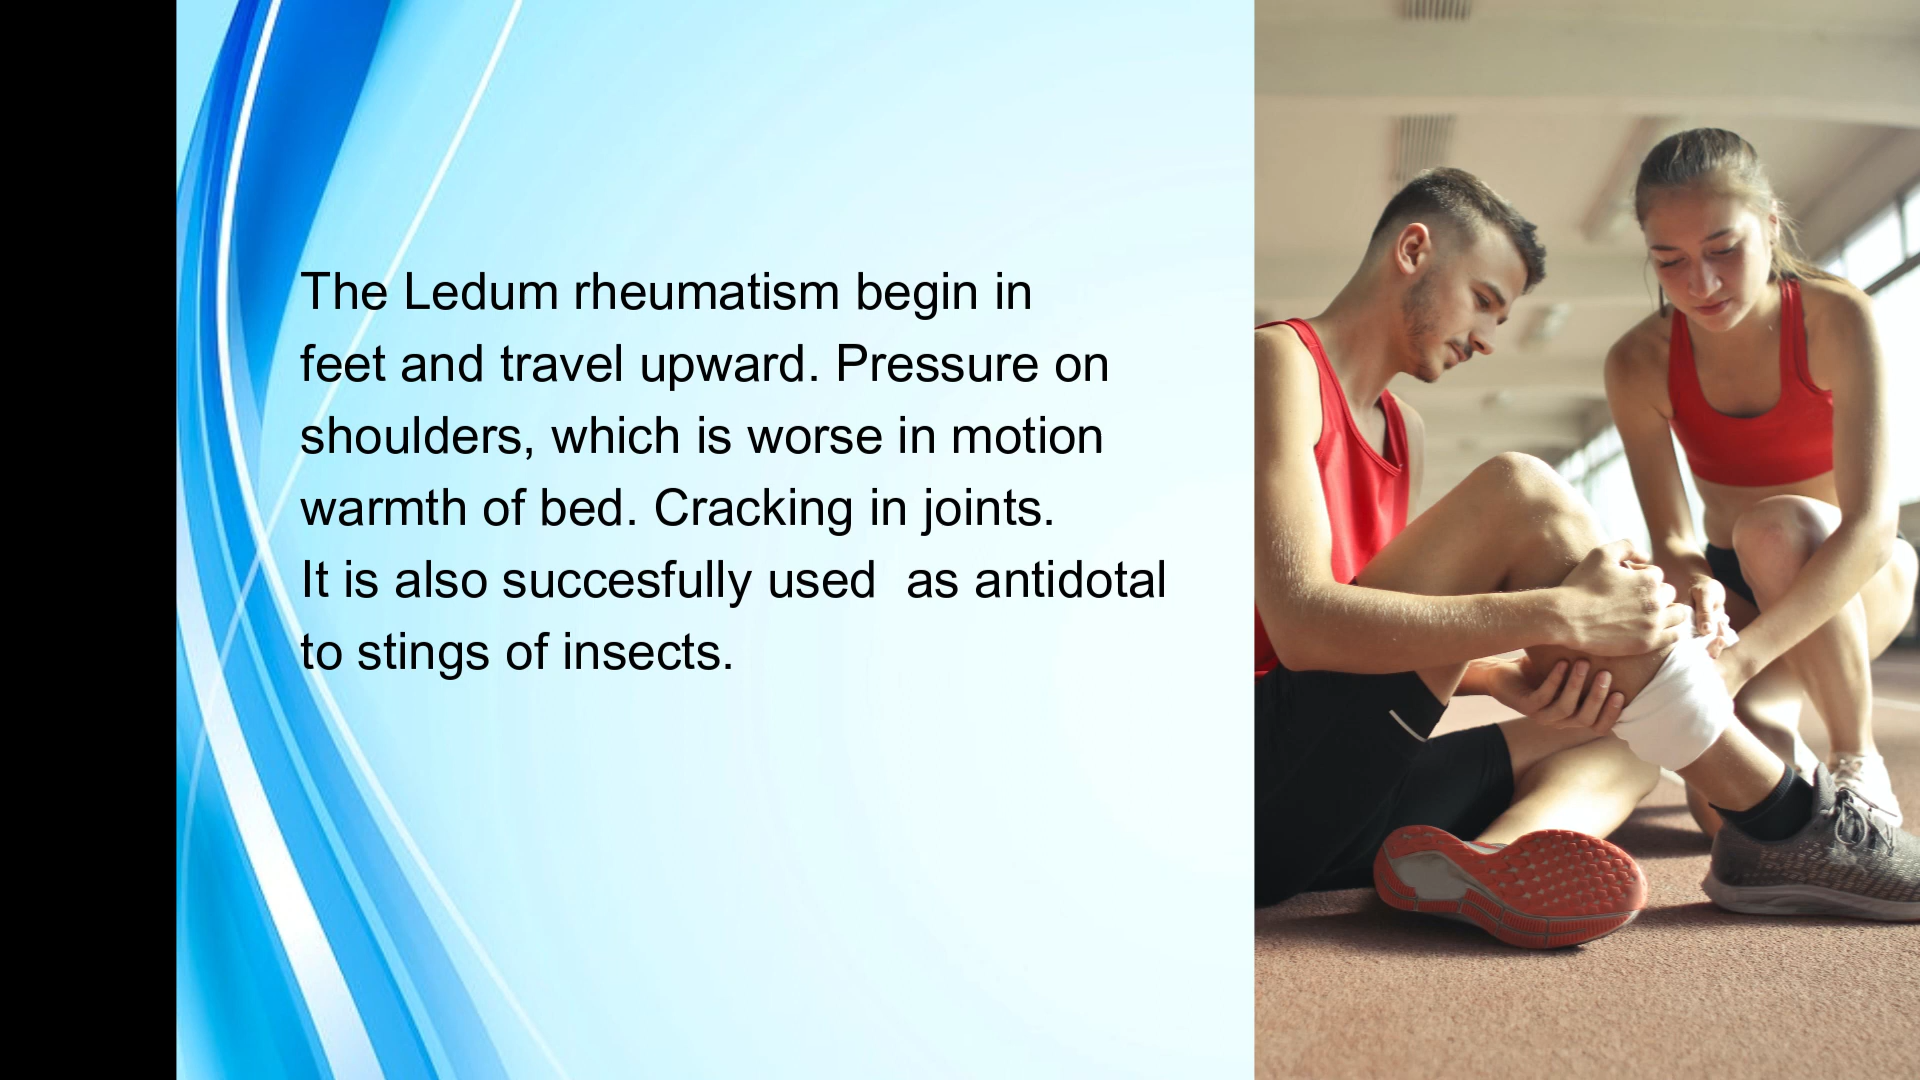 The Ledum rheumatism begin in
feet and travel upward. Pressure on
shoulders, which is worse in motion
warmth of bed. Cracking in joints.
It is also succesfully used  as antidotal
to stings of insects.